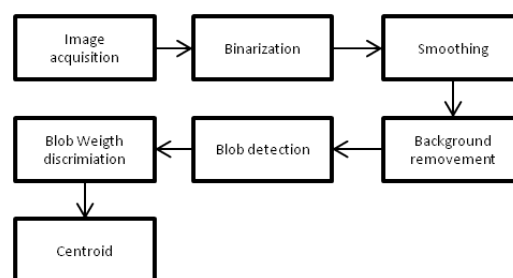 Image
acquisition
Binarization
Smoothing
Background
removement
Blob detection
Blob Weigth
discrimiation
Centroid